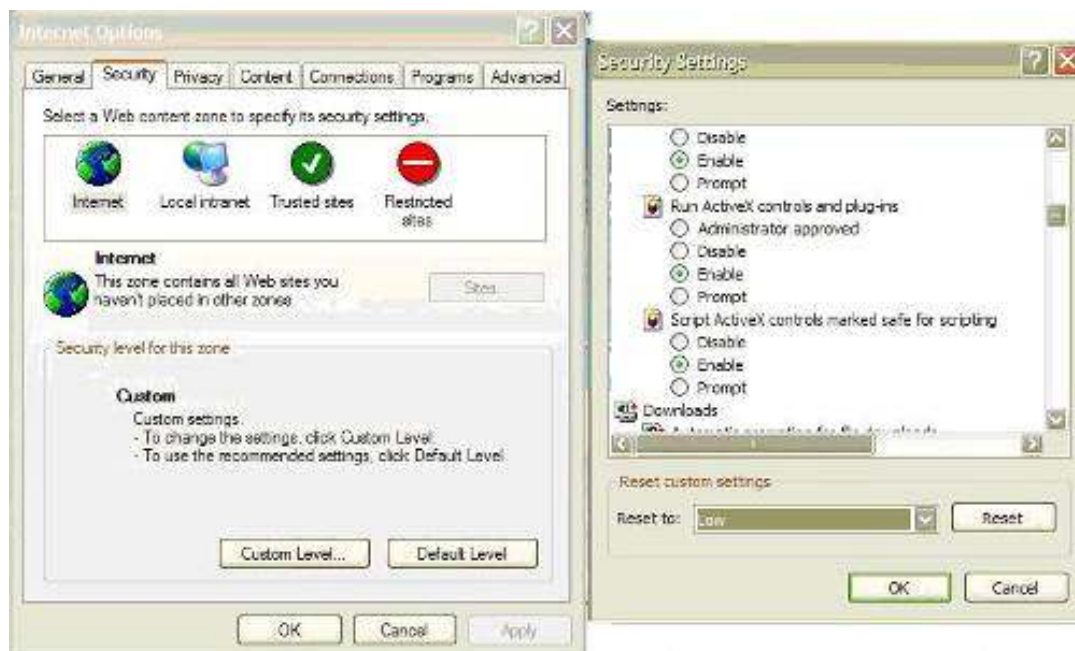 Internet Options
General Security Privacy Content Connections Programs Advanced
Select a Web content zone to specify its security settings.
Internet Local intranet Trusted sites Restricted sites
Internet
This zone contains all Web sites you haven't placed in other zones
Sites...
Security level for this zone
Custom
Custom settings.
- To change the settings, click Custom Level.
- To use the recommended settings, click Default Level
Custom Level... Default Level
OK Cancel Apply
Security Settings
Settings:
Disable
Enable
Prompt
Run ActiveX controls and plug-ins
Administrator approved
Disable
Enable
Prompt
Script ActiveX controls marked safe for scripting
Disable
Enable
Prompt
Downloads
Reset custom settings
Reset to: Low Reset
OK Cancel